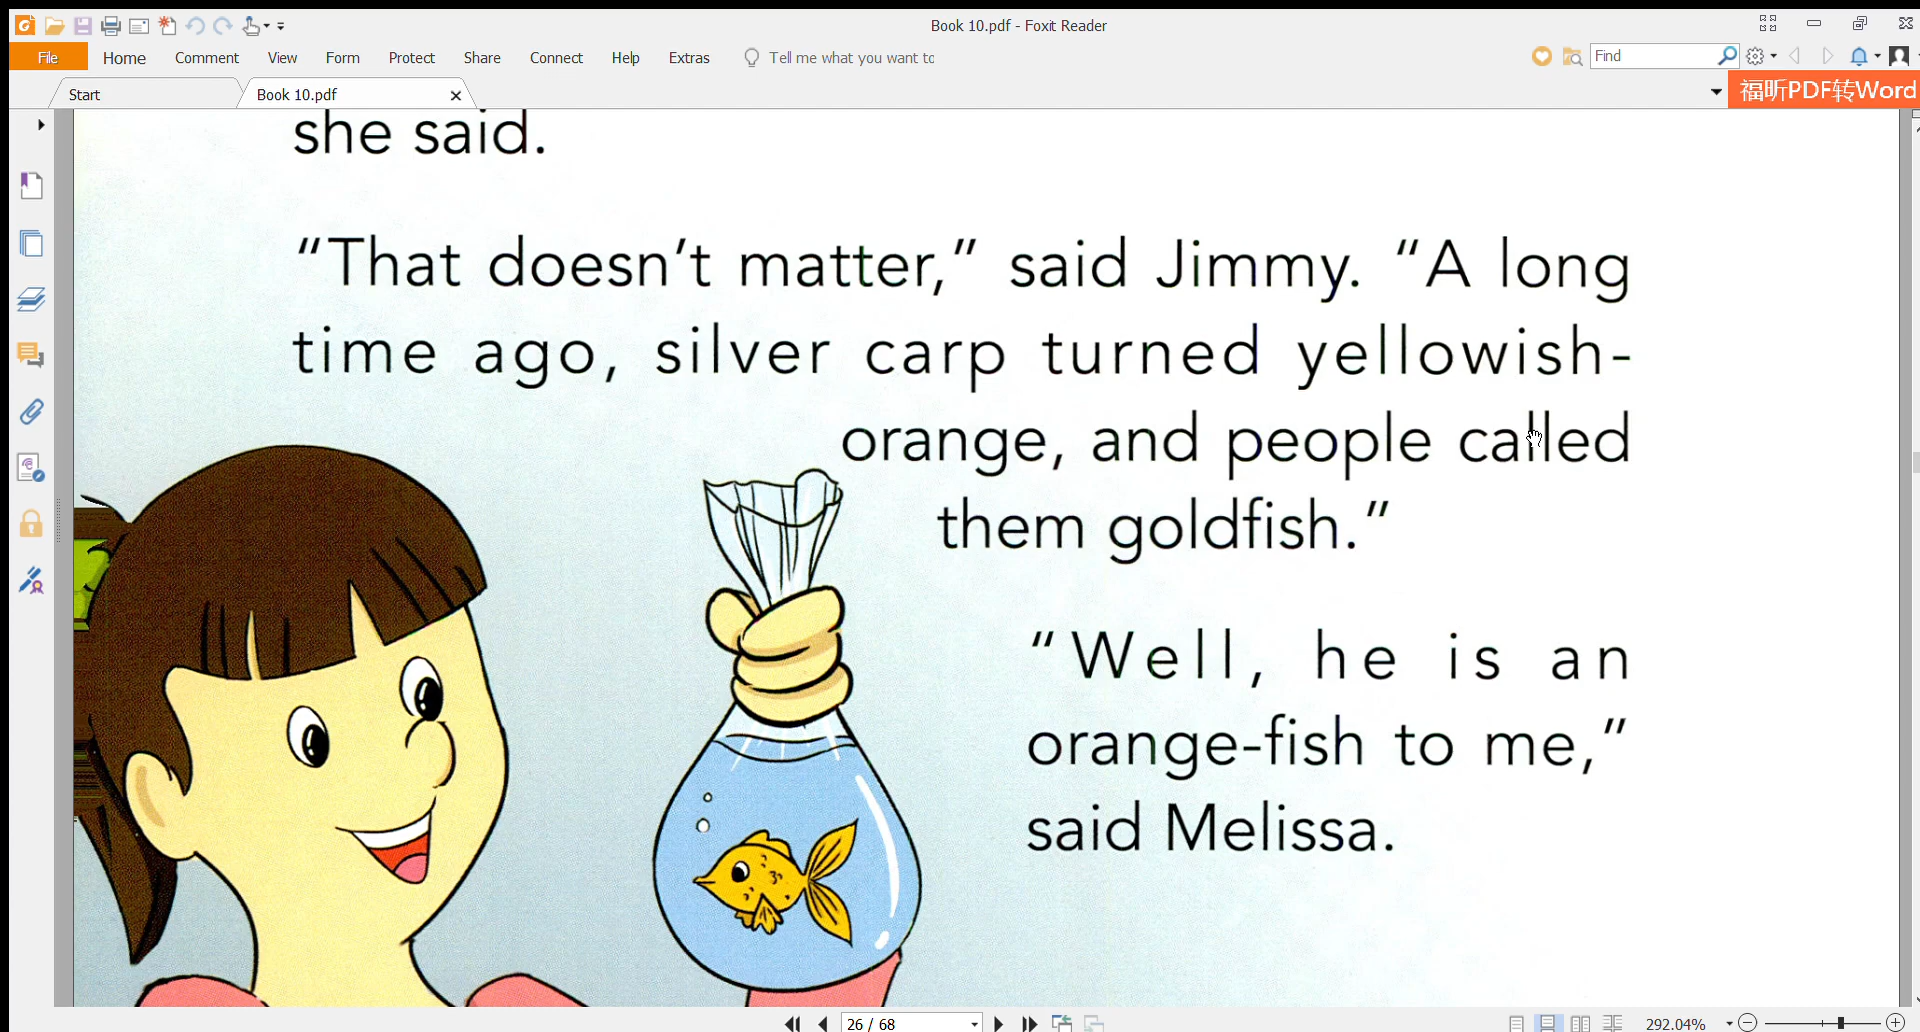 Book 10.pdf - Foxit Reader
File Home Comment View Form Protect Share Connect Help Extras Tell me what you want to
Find
Start Book 10.pdf
福昕PDF转Word
she said.
“That doesn’t matter,” said Jimmy. “A long
time ago, silver carp turned yellowish-
orange, and people called
them goldfish.”
“Well, he is an
orange-fish to me,”
said Melissa.
26 / 68
292.04%